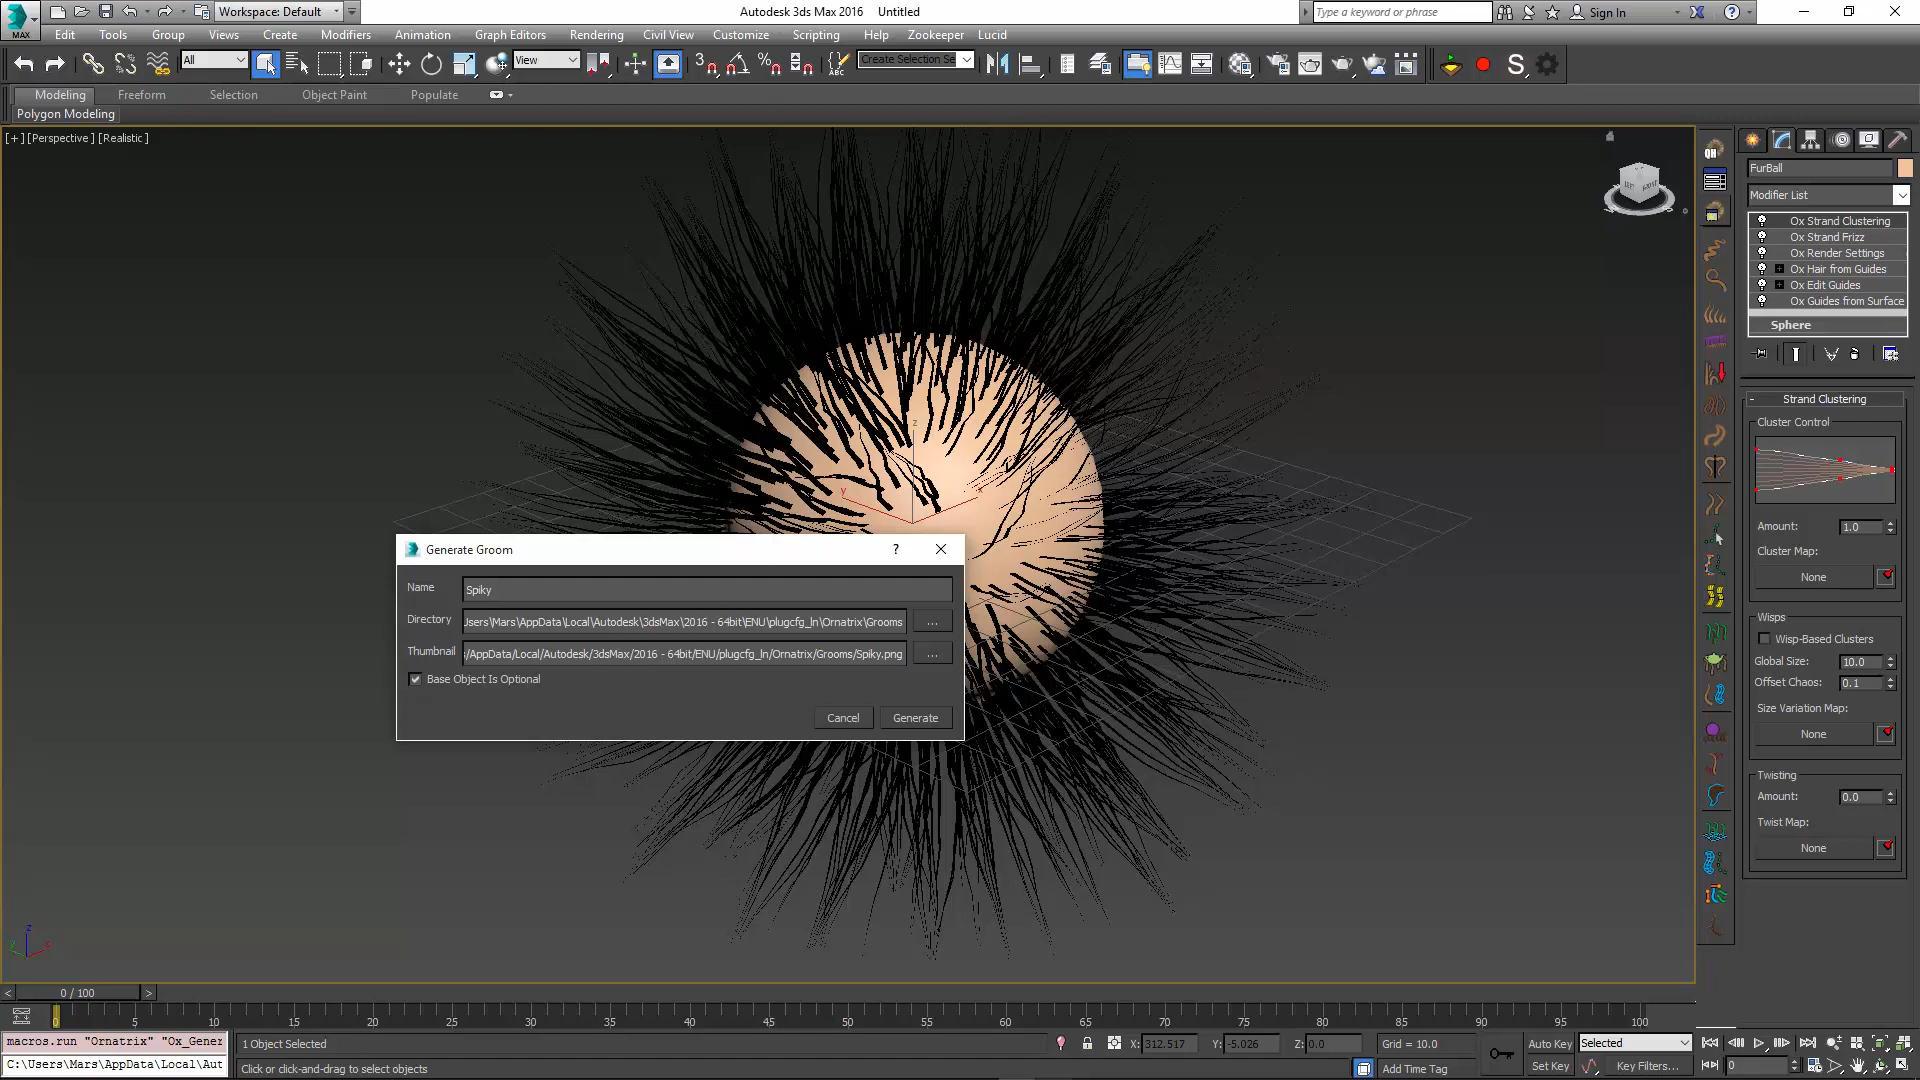 Workspace: Default
Autodesk 3ds Max 2016 Untitled
Type a keyword or phrase
Sign In
MAX
Edit Tools Group Views Create Modifiers Animation Graph Editors Rendering Civil View Customize Scripting Help Zookeeper Lucid
All
View
3
%
ABC
Create Selection Se
S
Modeling Freeform Selection Object Paint Populate
Polygon Modeling
[+] [Perspective ] [Realistic ]
QH
FurBall
Modifier List
Ox Strand Clustering
Ox Strand Frizz
Ox Render Settings
Ox Hair from Guides
Ox Edit Guides
Ox Guides from Surface
Sphere
Strand Clustering
Cluster Control
Amount: 1.0
Cluster Map:
None
Wisps
Wisp-Based Clusters
Global Size: 10.0
Offset Chaos: 0.1
Size Variation Map:
None
Twisting
Amount: 0.0
Twist Map:
None
z
y
x
Generate Groom
?
Name Spiky
Directory Jsers\Mars\AppData\Local\Autodesk\3dsMax\2016 - 64bit\ENU\plugcfg_ln\Ornatrix\Grooms ...
Thumbnail :/AppData/Local/Autodesk/3dsMax/2016 - 64bit/ENU/plugcfg_ln/Ornatrix/Grooms/Spiky.png ...
Base Object Is Optional
Cancel Generate
z
y
x
< 0 / 100 >
0 5 10 15 20 25 30 35 40 45 50 55 60 65 70 75 80 85 90 95 100
macros.run "Ornatrix" "Ox_Gener
C:\Users\Mars\AppData\Local\Aut
1 Object Selected
Click or click-and-drag to select objects
X: 312.517 Y: -5.026 Z: 0.0
Grid = 10.0
Add Time Tag
Auto Key Selected
Set Key Key Filters...
0